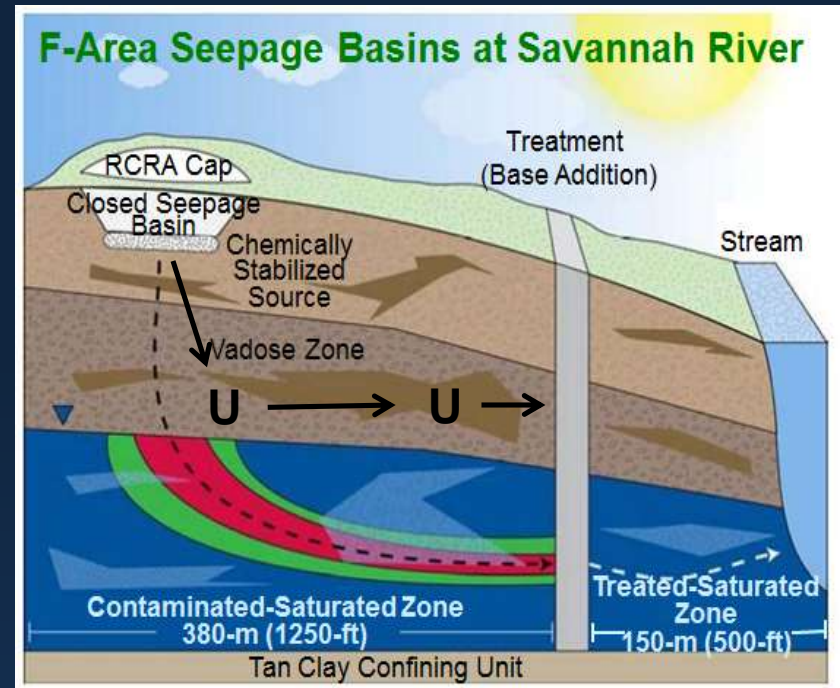 F-Area Seepage Basins at Savannah River
Treatment
(Base Addition)
RCRA Cap
Closed Seepage
Basin
Chemically
Stabilized
Source
Stream
Vadose Zone
U
U
Contaminated-Saturated Zone
380-m (1250-ft)
Treated-Saturated
Zone
150-m (500-ft)
Tan Clay Confining Unit